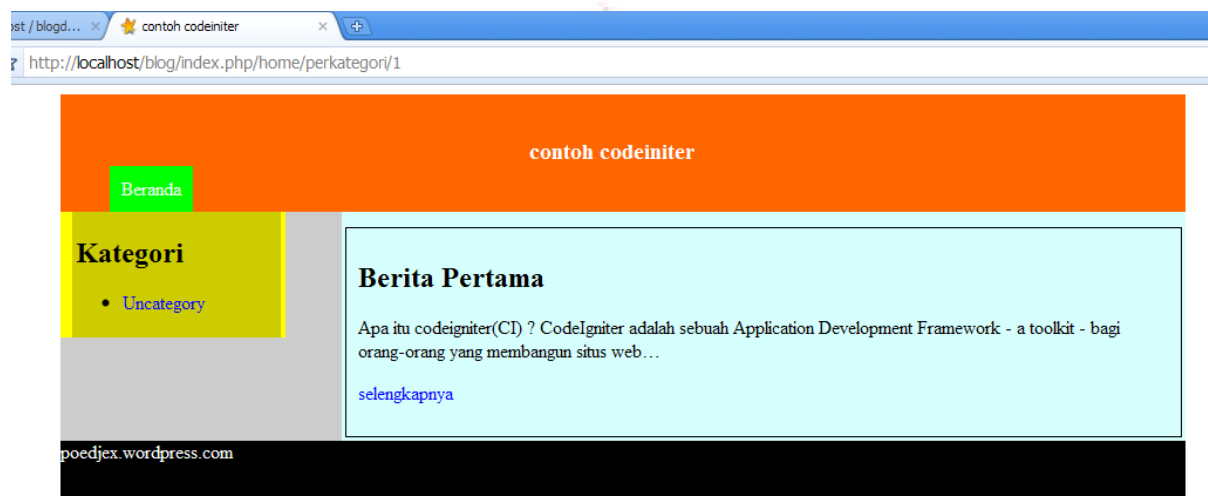 ost / blogd...
contoh codeiniter
http://localhost/blog/index.php/home/perkategori/1
contoh codeiniter
Beranda
Kategori
Uncategory
Berita Pertama
Apa itu codeigniter(CI) ? CodeIgniter adalah sebuah Application Development Framework - a toolkit - bagi
orang-orang yang membangun situs web…
selengkapnya
poedjex.wordpress.com